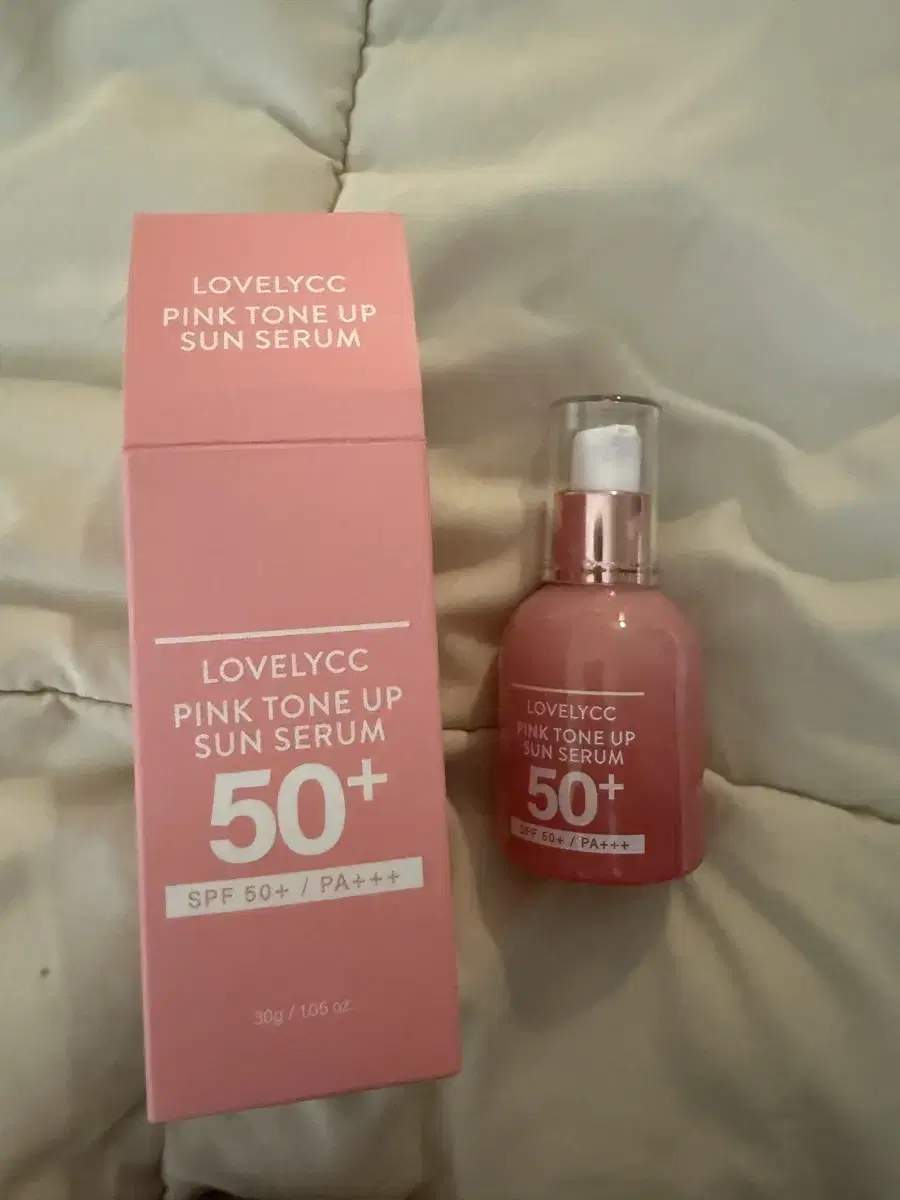 LOVELYCC
PINK TONE UP
SUN SERUM
LOVELYCC
PINK TONE UP
SUN SERUM
50+
SPF 50+ / PA+++
30g / 1.05 oz
LOVELYCC
PINK TONE UP
SUN SERUM
50+
SPF 50+ / PA+++